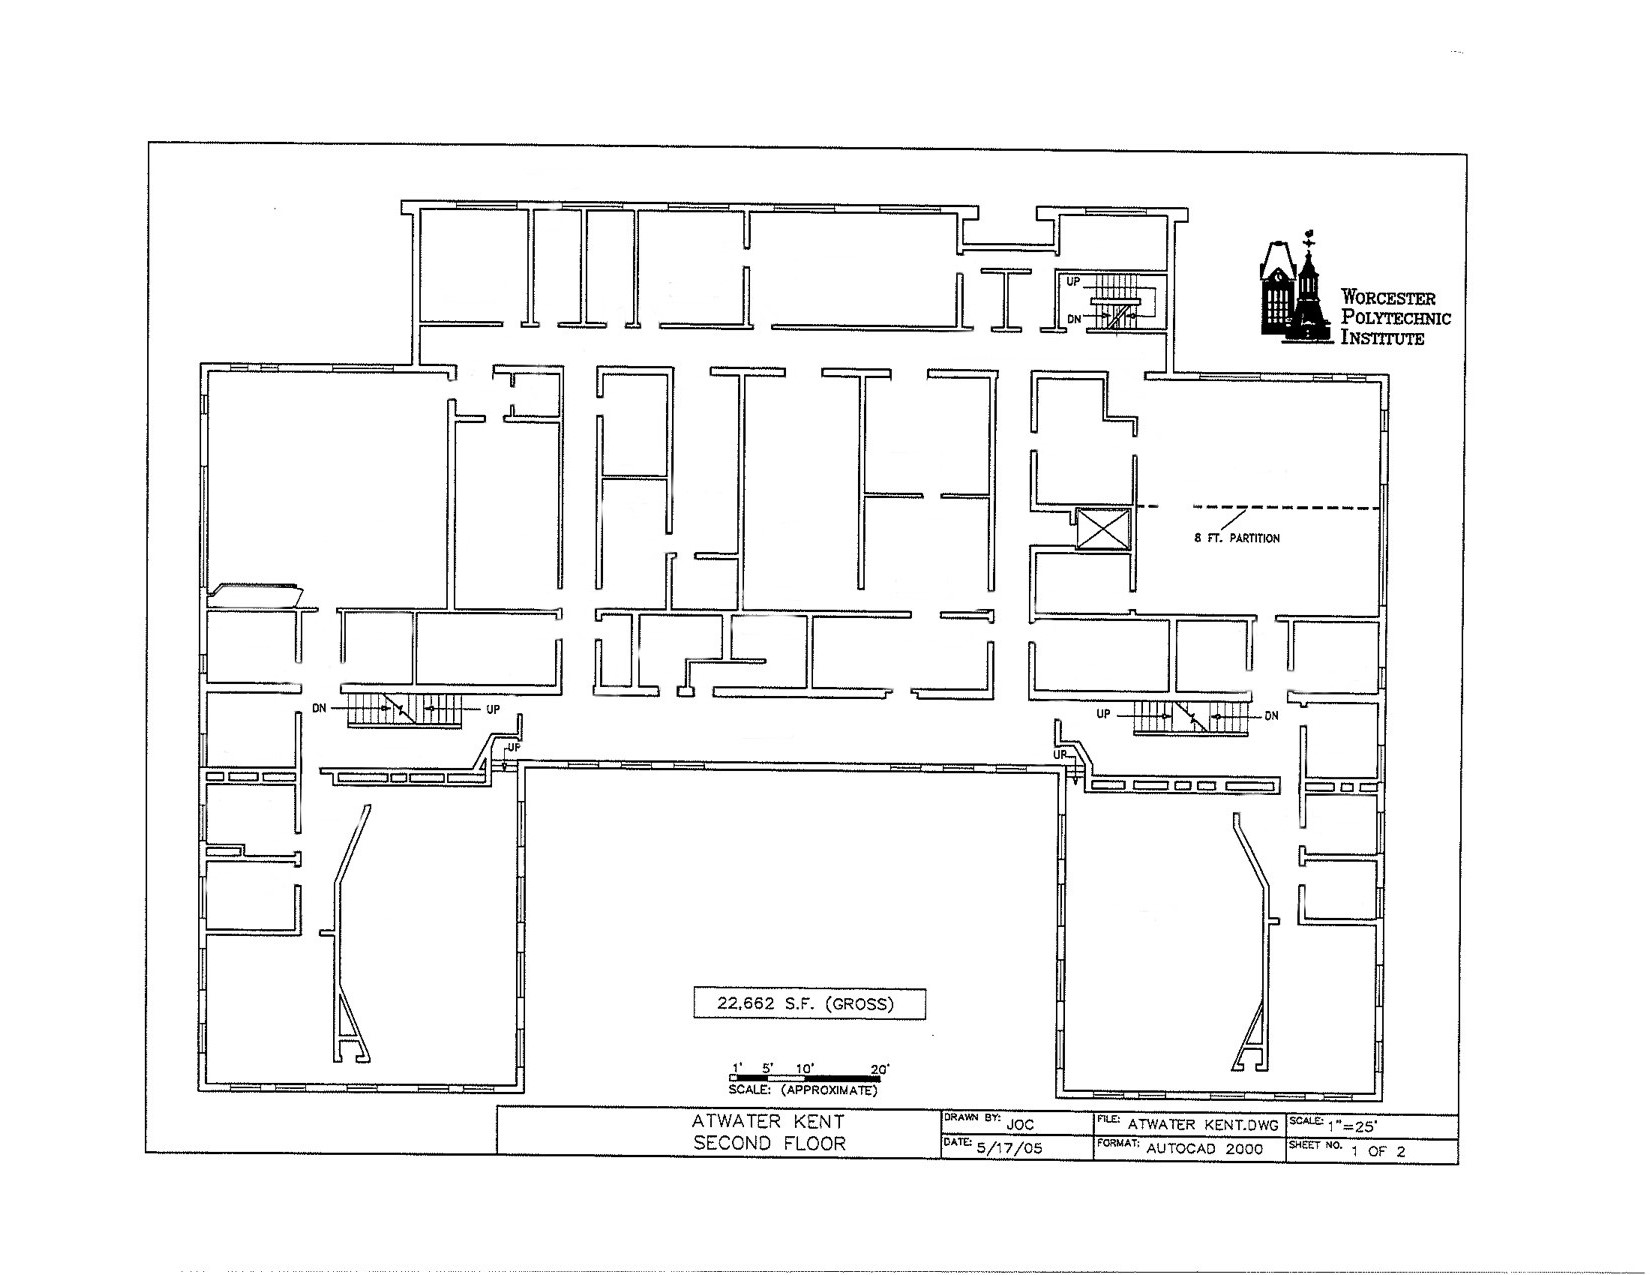 WORCESTER
POLYTECHNIC
INSTITUTE
UP
DN
8 FT. PARTITION
DN
UP
UP
DN
UP
UP
22,662 S.F. (GROSS)
1' 5' 10' 20'
SCALE: (APPROXIMATE)
ATWATER KENT
SECOND FLOOR
DRAWN BY: JOC
DATE: 5/17/05
FILE: ATWATER KENT.DWG
FORMAT: AUTOCAD 2000
SCALE: 1"=25'
SHEET NO. 1 OF 2